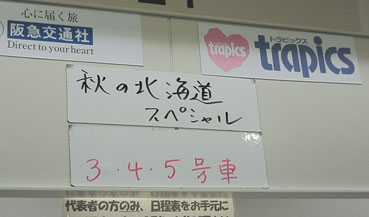 心に届く旅
阪急交通社
Direct to your heart
トラピックス
trapics
trapics
秋の北海道
スペシャル
3・4・5号車
代表者の方のみ、日程表をお手元に